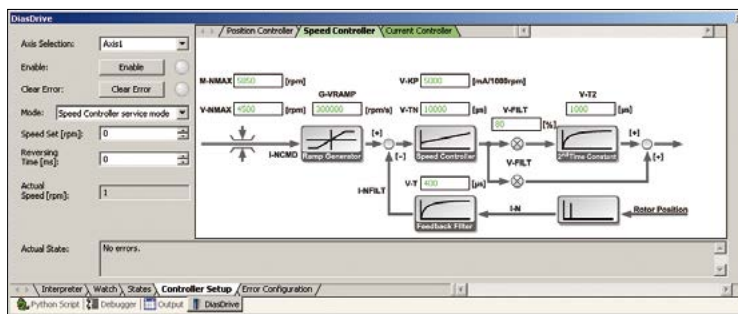 DiasDrive
Axis Selection: Axis1
Enable: Enable
Clear Error: Clear Error
Mode: Speed Controller service mode
Speed Set [rpm]: 0
Reversing Time [ms]: 0
Actual Speed [rpm]: 1
Position Controller / Speed Controller \ Current Controller
M-NMAX 5850 [rpm]
V-KP 5000 [mA/1000rpm]
G-VRAMP
V-TZ
V-NMAX 4500 [rpm] 300000 [rpm/s]
V-TN 10000 [µs]
V-FILT
1000 [µs]
80 [%]
[+]
[+]
I-NCMD
Ramp Generator
[-]
Speed Controller
2nd Time Constant
[+]
V-FILT
I-NFILT
V-T 400 [µs]
I-N
Rotor Position
Feedback Filter
Actual State: No errors.
Interpreter \ Watch \ States \ Controller Setup / Error Configuration /
Python Script Debugger Output DiasDrive